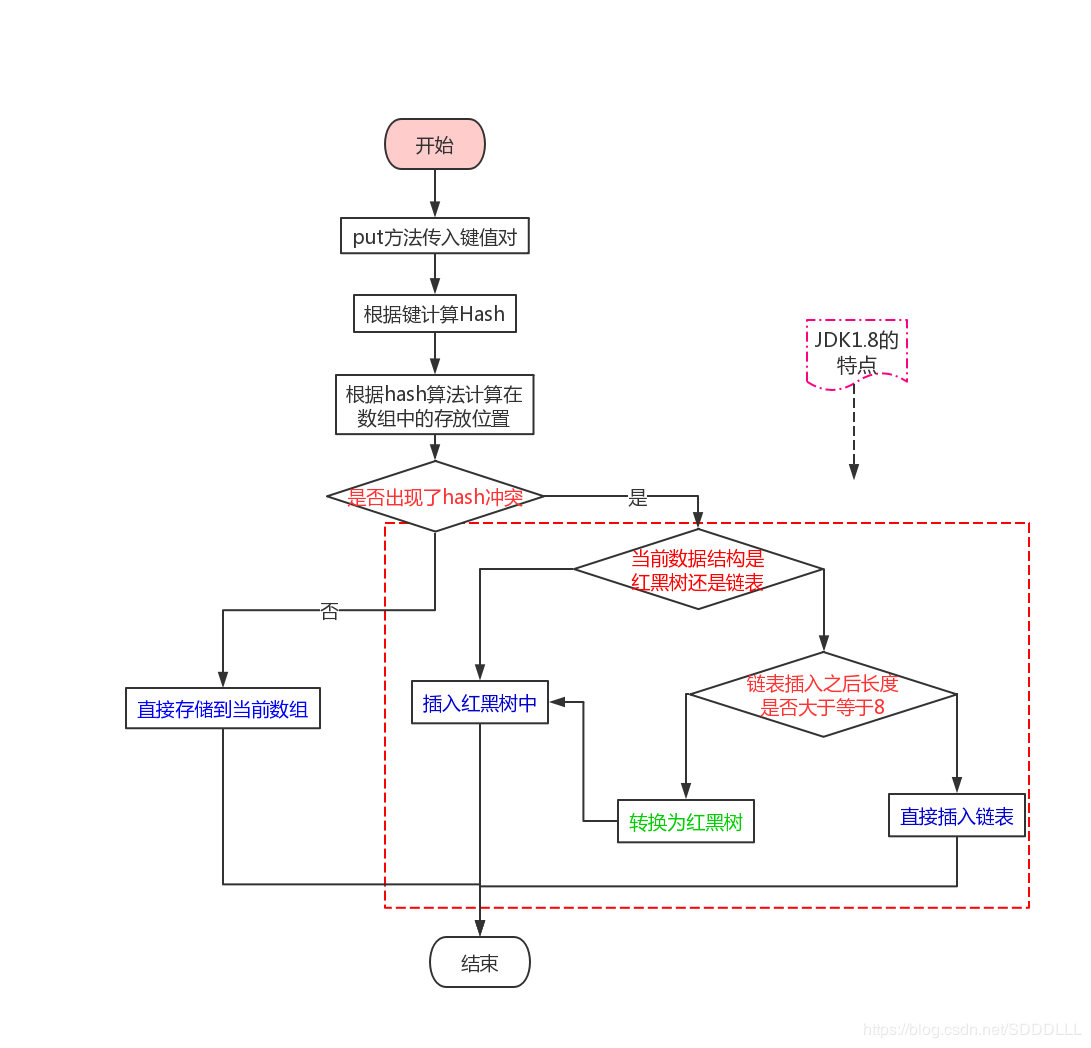 开始
put方法传入键值对
根据键计算Hash
JDK1.8的
特点
根据hash算法计算在
数组中的存放位置
是否出现了hash冲突
是
当前数据结构是
红黑树还是链表
否
链表插入之后长度
是否大于等于8
直接存储到当前数组
插入红黑树中
转换为红黑树
直接插入链表
结束
https://blog.csdn.net/SDDDLLL